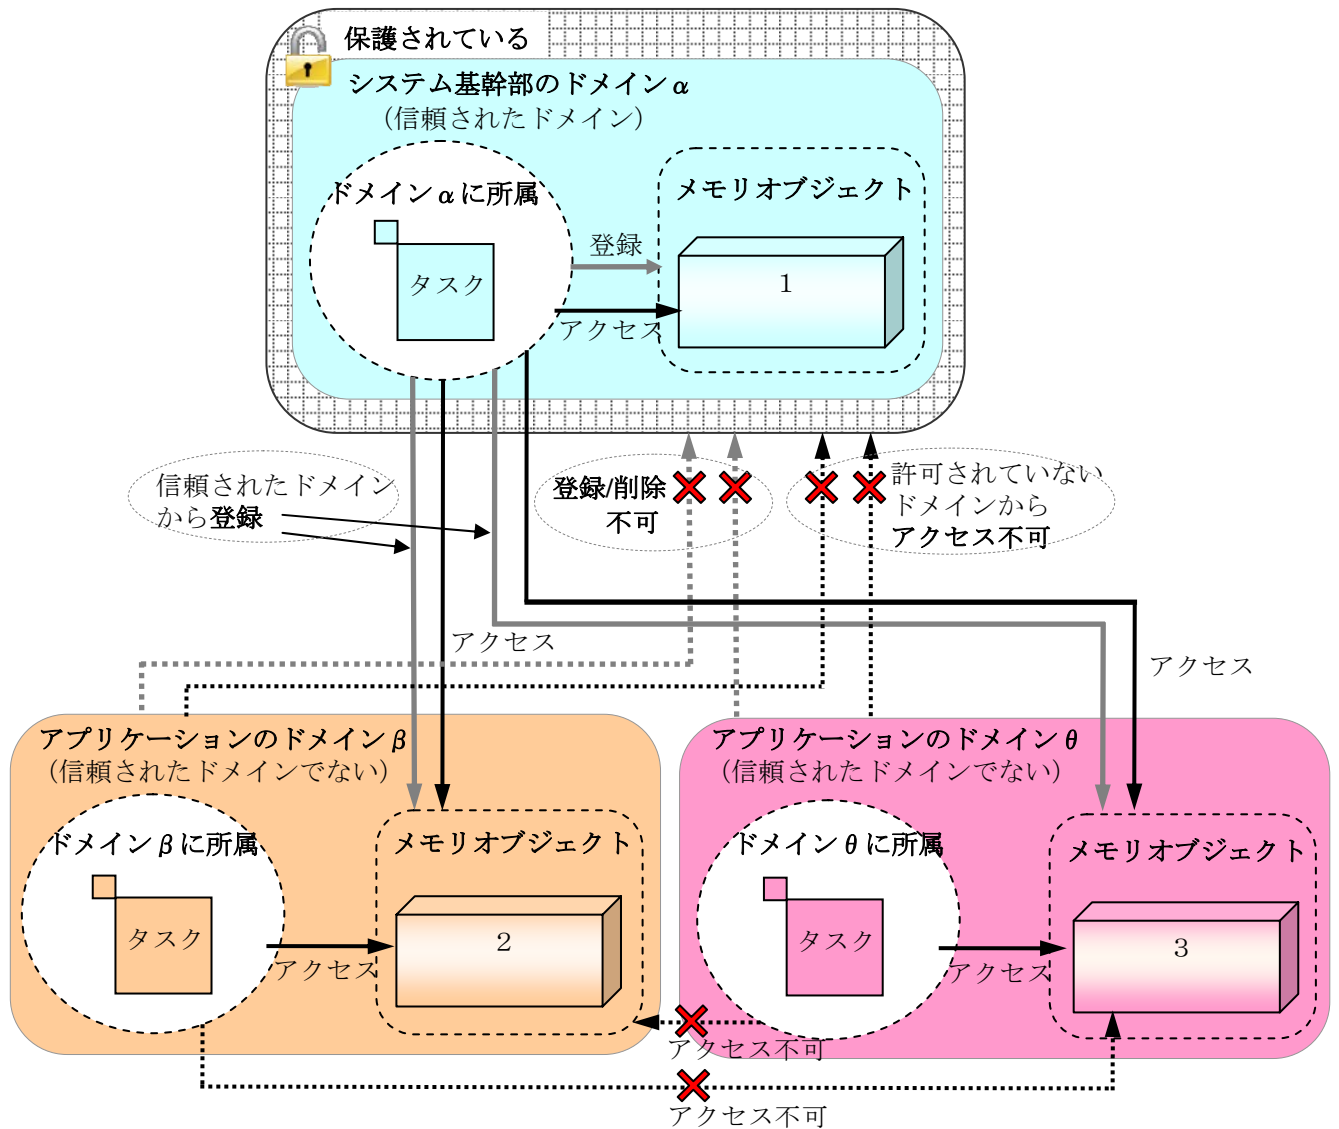 保護されている
システム基幹部のドメインα
（信頼されたドメイン）
ドメインαに所属
タスク
登録
アクセス
メモリオブジェクト
1
信頼されたドメイン
から登録
登録/削除
不可
許可されていない
ドメインから
アクセス不可
アクセス
アクセス
アプリケーションのドメインβ
（信頼されたドメインでない）
ドメインβに所属
タスク
アクセス
メモリオブジェクト
2
アプリケーションのドメインθ
（信頼されたドメインでない）
ドメインθに所属
タスク
アクセス
メモリオブジェクト
3
アクセス不可
アクセス不可